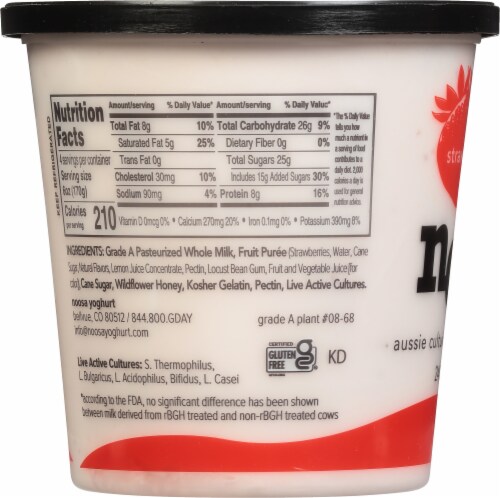 KEEP REFRIGERATED
Nutrition
Facts
4 servings per container
Serving size
6oz (170g)
Calories
per serving 210
Amount/serving % Daily Value* Amount/serving % Daily Value*
Total Fat 8g 10% Total Carbohydrate 26g 9%
Saturated Fat 5g 25% Dietary Fiber 0g 0%
Trans Fat 0g Total Sugars 25g
Cholesterol 30mg 10% Includes 15g Added Sugars 30%
Sodium 90mg 4% Protein 8g 16%
Vitamin D 0mcg 0% • Calcium 270mg 20% • Iron 0.1mg 0% • Potassium 390mg 8%
*The % Daily Value
tells you how
much a nutrient in
a serving of food
contributes to a
daily diet. 2,000
calories a day is
used for general
nutrition advice.
INGREDIENTS: Grade A Pasteurized Whole Milk, Fruit Purée (Strawberries, Water, Cane
Sugar, Natural Flavors, Lemon Juice Concentrate, Pectin, Locust Bean Gum, Fruit and Vegetable Juice [for
color]), Cane Sugar, Wildflower Honey, Kosher Gelatin, Pectin, Live Active Cultures.
noosa yoghurt
bellvue, CO 80512 / 844.800.GDAY
info@noosayoghurt.com
grade A plant #08-68
CERTIFIED
GLUTEN
FREE
KD
Live Active Cultures: S. Thermophilus,
L. Bulgaricus, L. Acidophilus, Bifidus, L. Casei
*according to the FDA, no significant difference has been shown
between milk derived from rBGH treated and non-rBGH treated cows
stra
n
aussie cultu